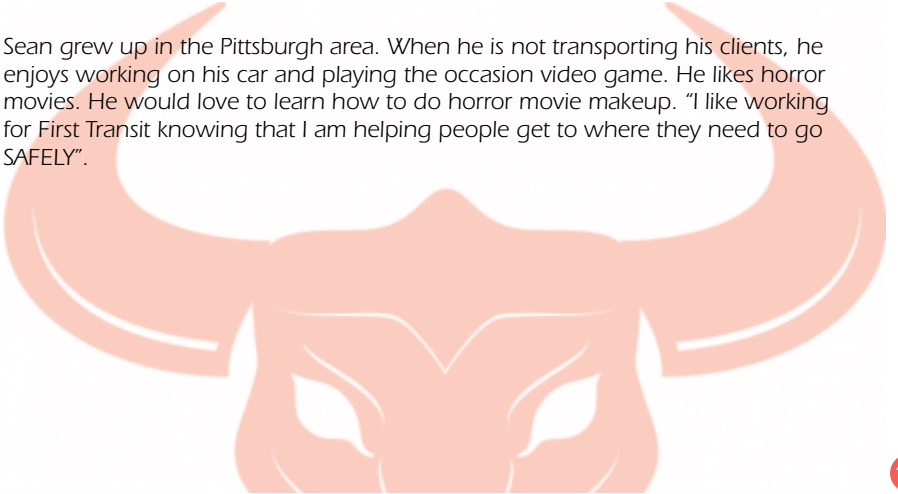 Sean grew up in the Pittsburgh area. When he is not transporting his clients, he
enjoys working on his car and playing the occasion video game. He likes horror
movies. He would love to learn how to do horror movie makeup. “I like working
for First Transit knowing that I am helping people get to where they need to go
SAFELY”.